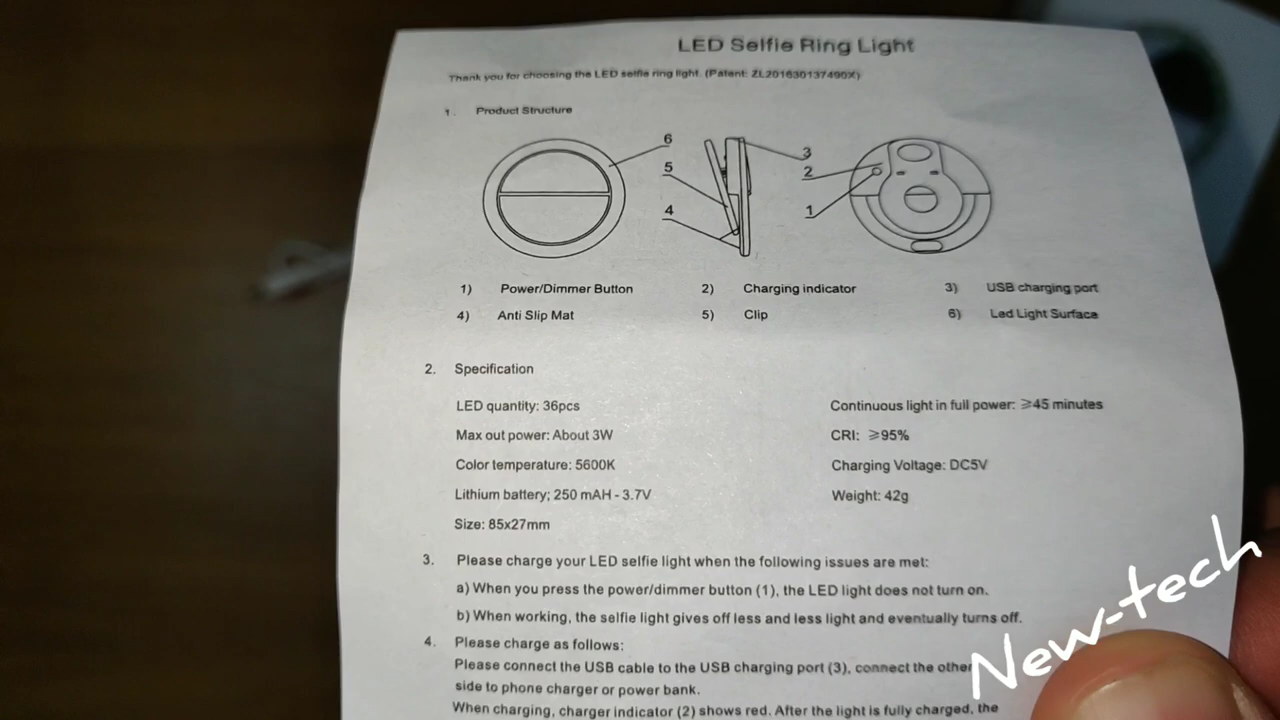 LED Selfie Ring Light
Thank you for choosing the LED selfie ring light. (Patent: ZL201630137490X)
1. Product Structure
6
5
4
3
2
1
1) Power/Dimmer Button 2) Charging indicator 3) USB charging port
4) Anti Slip Mat 5) Clip 6) Led Light Surface
2. Specification
LED quantity: 36pcs Continuous light in full power: ≥45 minutes
Max out power: About 3W CRI: ≥95%
Color temperature: 5600K Charging Voltage: DC5V
Lithium battery; 250 mAH - 3.7V Weight: 42g
Size: 85x27mm
3. Please charge your LED selfie light when the following issues are met:
a) When you press the power/dimmer button (1), the LED light does not turn on.
b) When working, the selfie light gives off less and less light and eventually turns off.
4. Please charge as follows:
Please connect the USB cable to the USB charging port (3), connect the other
side to phone charger or power bank.
When charging, charger indicator (2) shows red. After the light is fully charged, the
New-tech